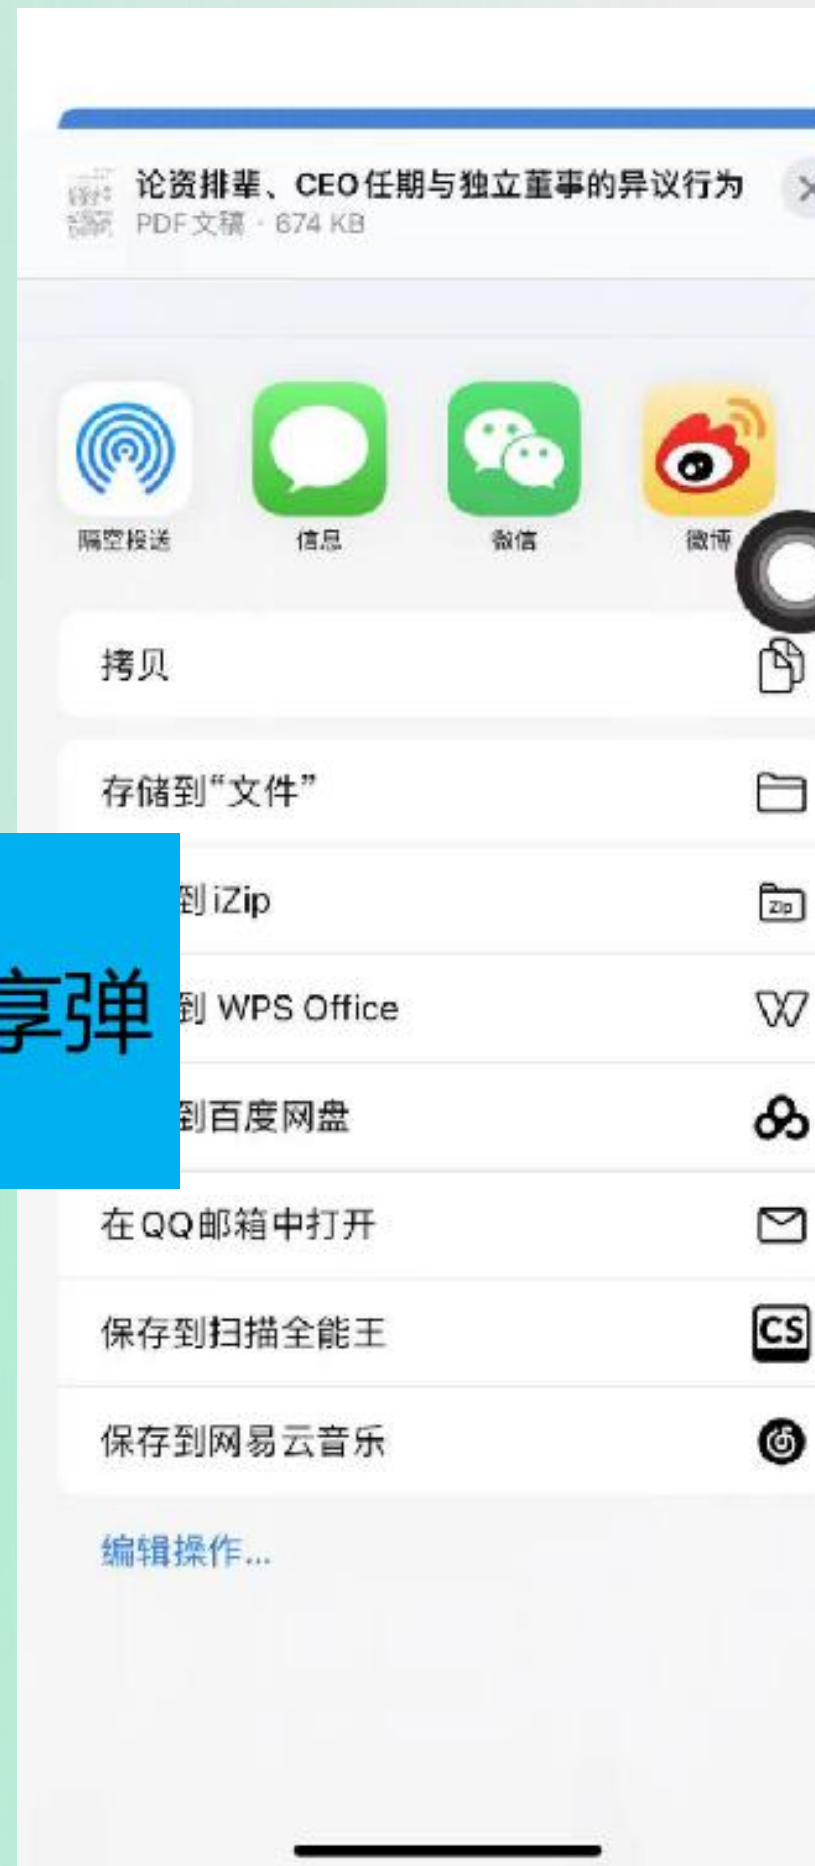 论资排辈、CEO任期与独立董事的异议行为
PDF文稿 · 674 KB
隔空投送
信息
微信
微博
拷贝
存储到“文件”
到 iZip
到 WPS Office
到百度网盘
享弹
在QQ邮箱中打开
保存到扫描全能王
保存到网易云音乐
编辑操作...
Zip
CS